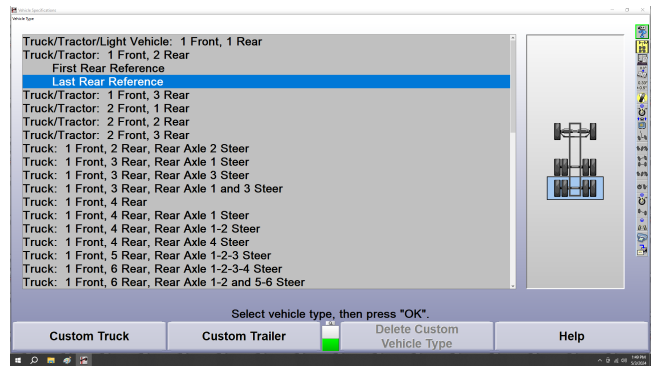 Vehicle Specifications
Vehicle Type
Truck/Tractor/Light Vehicle: 1 Front, 1 Rear
Truck/Tractor: 1 Front, 2 Rear
First Rear Reference
Last Rear Reference
Truck/Tractor: 1 Front, 3 Rear
Truck/Tractor: 2 Front, 1 Rear
Truck/Tractor: 2 Front, 2 Rear
Truck/Tractor: 2 Front, 3 Rear
Truck: 1 Front, 2 Rear, Rear Axle 2 Steer
Truck: 1 Front, 3 Rear, Rear Axle 1 Steer
Truck: 1 Front, 3 Rear, Rear Axle 3 Steer
Truck: 1 Front, 3 Rear, Rear Axle 1 and 3 Steer
Truck: 1 Front, 4 Rear
Truck: 1 Front, 4 Rear, Rear Axle 1 Steer
Truck: 1 Front, 4 Rear, Rear Axle 1-2 Steer
Truck: 1 Front, 4 Rear, Rear Axle 4 Steer
Truck: 1 Front, 5 Rear, Rear Axle 1-2-3 Steer
Truck: 1 Front, 6 Rear, Rear Axle 1-2-3-4 Steer
Truck: 1 Front, 6 Rear, Rear Axle 1-2 and 5-6 Steer
Select vehicle type, then press "OK".
Custom Truck
Custom Trailer
Delete Custom
Vehicle Type
Help
1:48 PM
5/3/2024